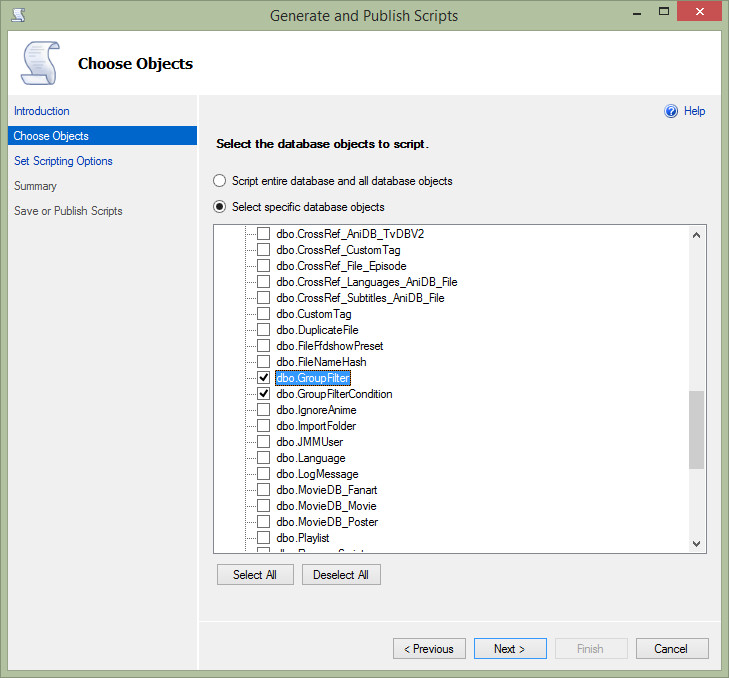 Generate and Publish Scripts
Choose Objects
Introduction
Choose Objects
Set Scripting Options
Summary
Save or Publish Scripts
Help
Select the database objects to script.
Script entire database and all database objects
Select specific database objects
dbo.CrossRef_AniDB_TvDBV2
dbo.CrossRef_CustomTag
dbo.CrossRef_File_Episode
dbo.CrossRef_Languages_AniDB_File
dbo.CrossRef_Subtitles_AniDB_File
dbo.CustomTag
dbo.DuplicateFile
dbo.FileFfdshowPreset
dbo.FileNameHash
dbo.GroupFilter
dbo.GroupFilterCondition
dbo.IgnoreAnime
dbo.ImportFolder
dbo.JMMUser
dbo.Language
dbo.LogMessage
dbo.MovieDB_Fanart
dbo.MovieDB_Movie
dbo.MovieDB_Poster
dbo.Playlist
Select All
Deselect All
< Previous
Next >
Finish
Cancel